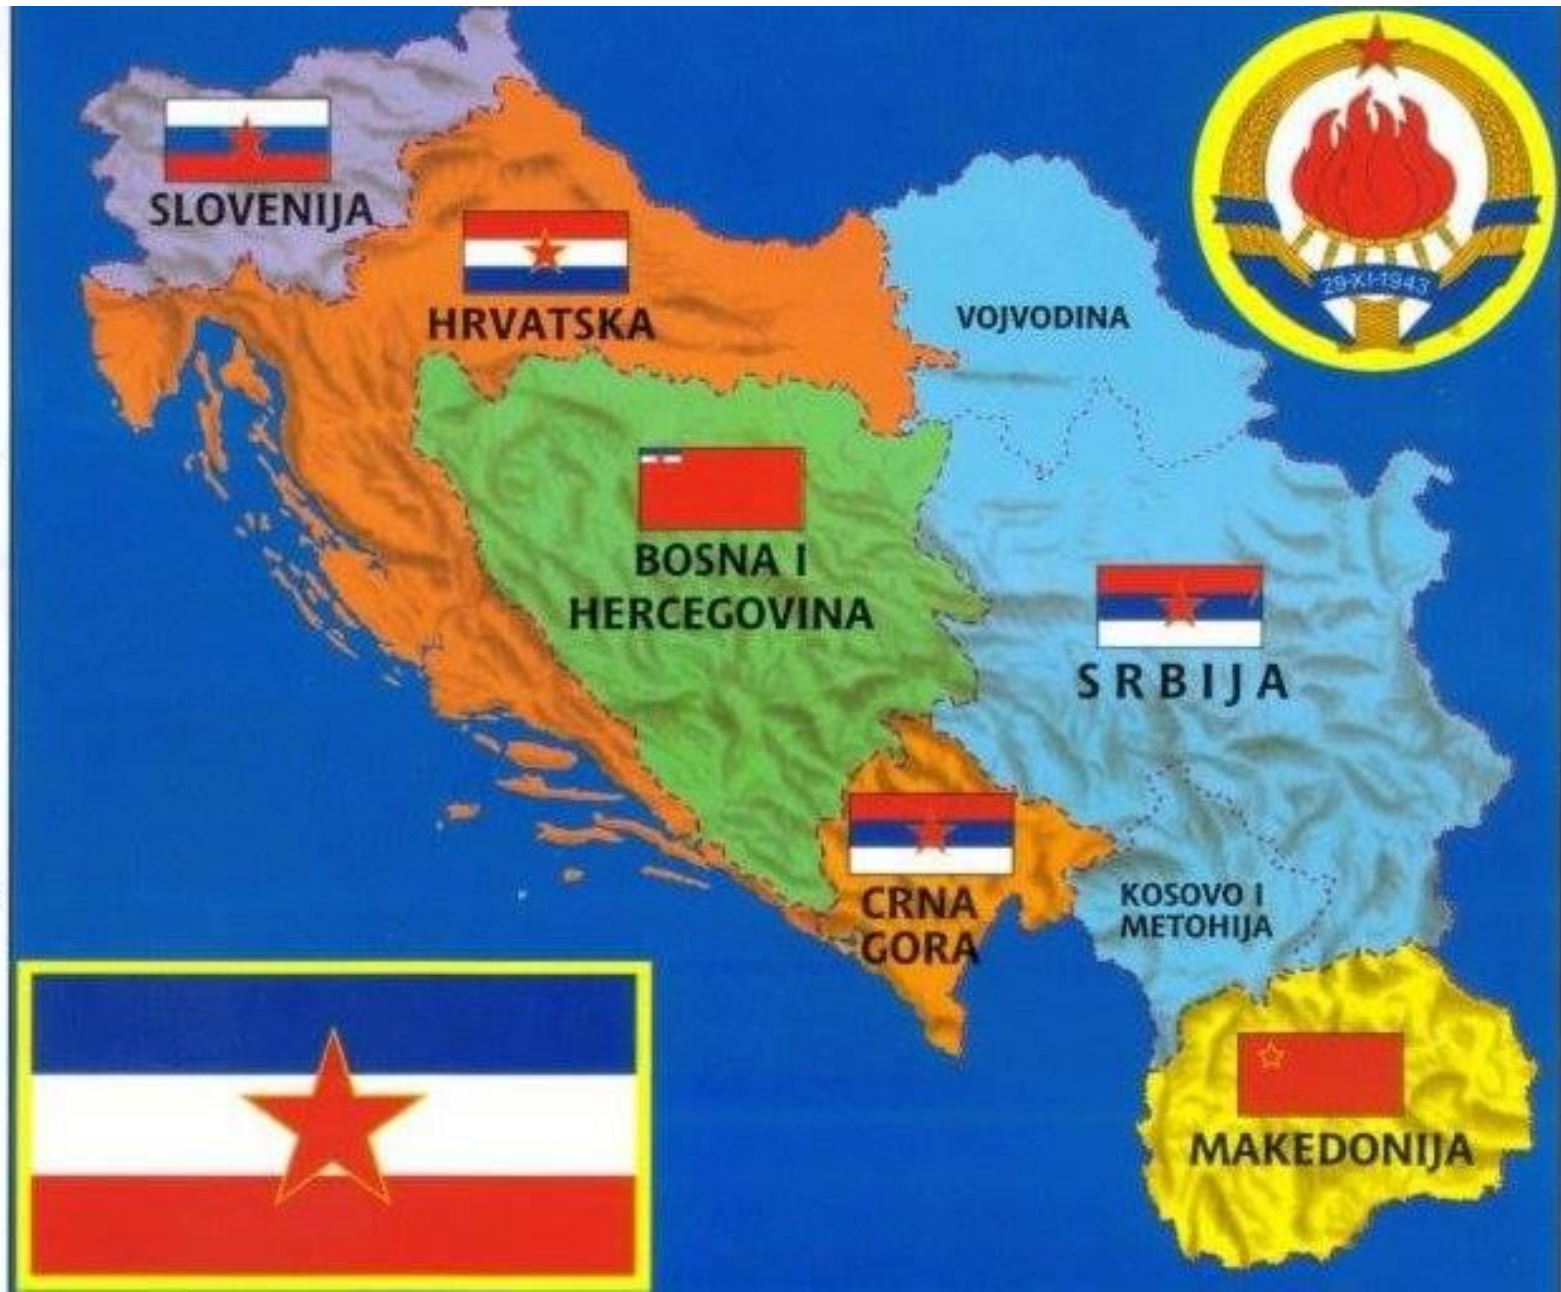 SLOVENIJA
HRVATSKA
VOJVODINA
29·XI·1943
BOSNA I
HERCEGOVINA
SRBIJA
CRNA
GORA
KOSOVO I
METOHIJA
MAKEDONIJA